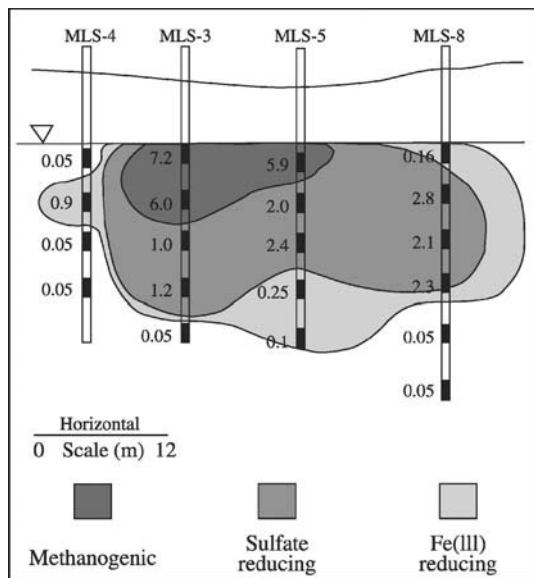 MLS-4 MLS-3 MLS-5 MLS-8
0.05 7.2 5.9 0.16
0.9 6.0 2.0 2.8
0.05 1.0 2.4 2.1
0.05 1.2 0.25 2.3
0.05 0.1 0.05
0.05
Horizontal
0 Scale (m) 12
Methanogenic Sulfate reducing Fe(lll) reducing